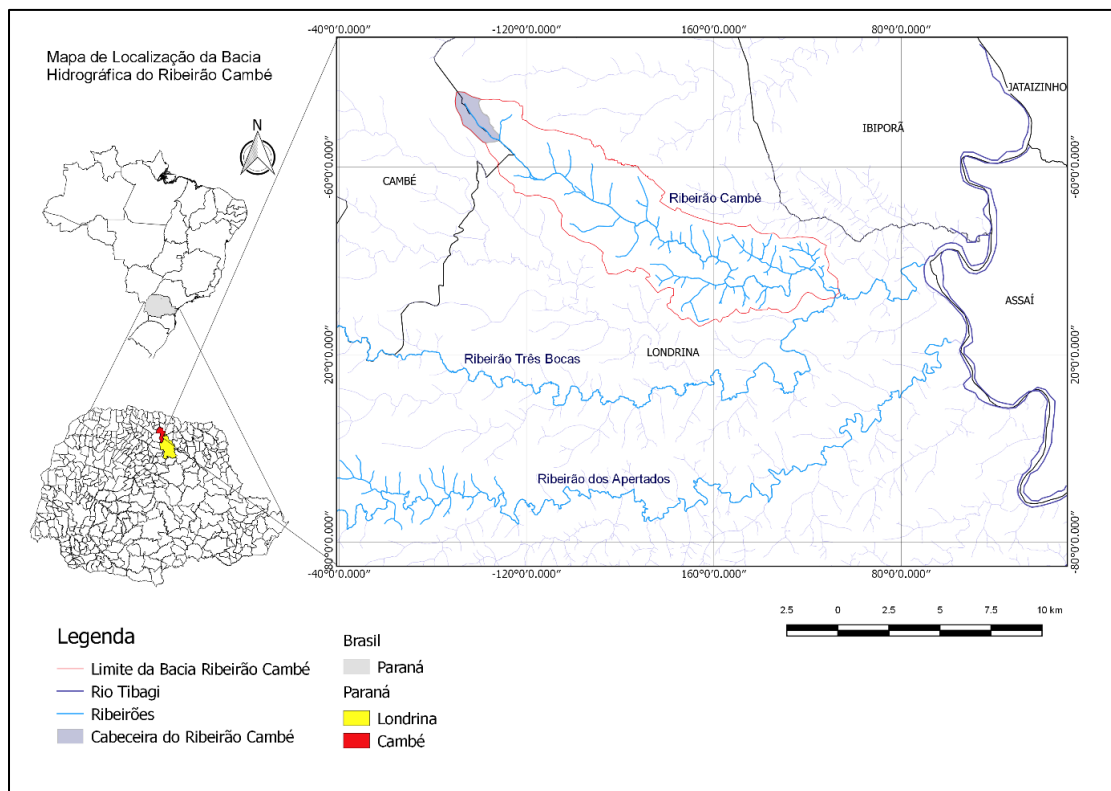 Mapa de Localização da Bacia
Hidrográfica do Ribeirão Cambé
N
-40°0'0.000"
-120°0'0.000"
160°0'0.000"
80°0'0.000"
JATAIZINHO
IBIPORÃ
-60°0'0.000"
-60°0'0.000"
CAMBÉ
Ribeirão Cambé
ASSAÍ
LONDRINA
Ribeirão Três Bocas
20°0'0.000"
20°0'0.000"
Ribeirão dos Apertados
-80°0'0.000"
-80°0'0.000"
-40°0'0.000"
-120°0'0.000"
160°0'0.000"
80°0'0.000"
2.5 0 2.5 5 7.5 10 km
Legenda
Limite da Bacia Ribeirão Cambé
Rio Tibagi
Ribeirões
Cabeceira do Ribeirão Cambé
Brasil
Paraná
Paraná
Londrina
Cambé